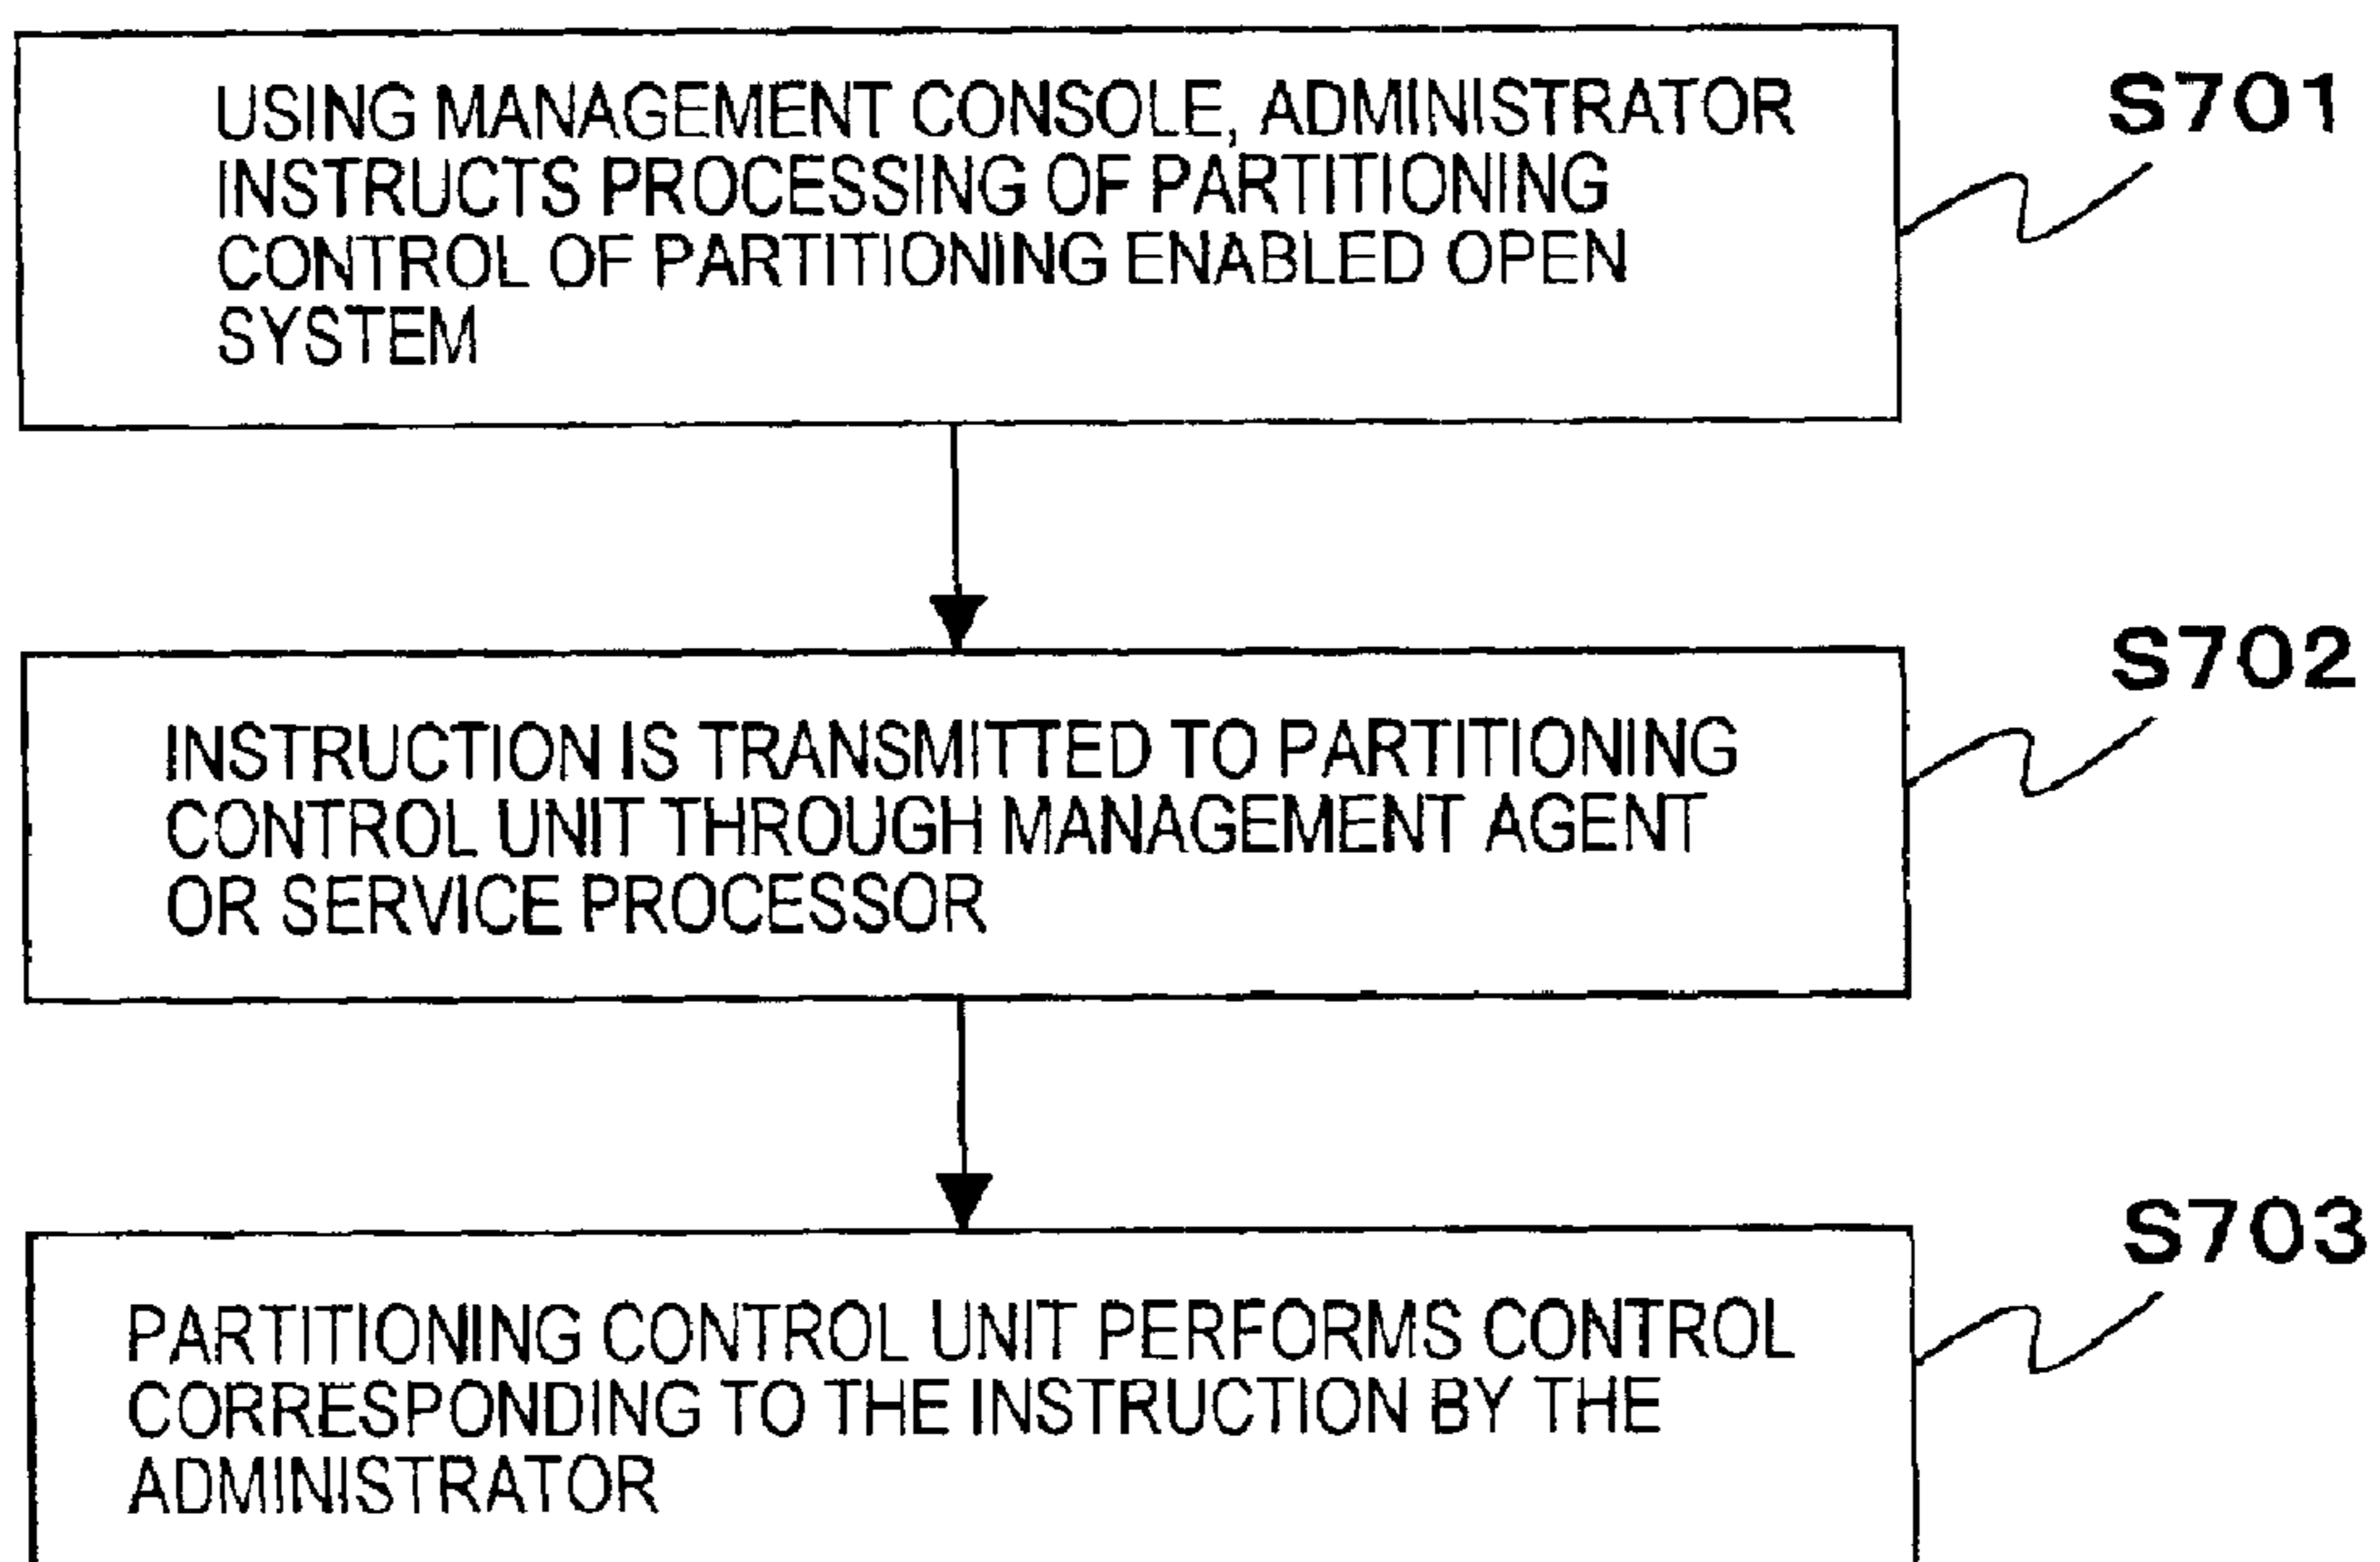 USING MANAGEMENT CONSOLE, ADMINISTRATOR
INSTRUCTS PROCESSING OF PARTITIONING
CONTROL OF PARTITIONING ENABLED OPEN
SYSTEM
S701
INSTRUCTION IS TRANSMITTED TO PARTITIONING
CONTROL UNIT THROUGH MANAGEMENT AGENT
OR SERVICE PROCESSOR
S702
PARTITIONING CONTROL UNIT PERFORMS CONTROL
CORRESPONDING TO THE INSTRUCTION BY THE
ADMINISTRATOR
S703